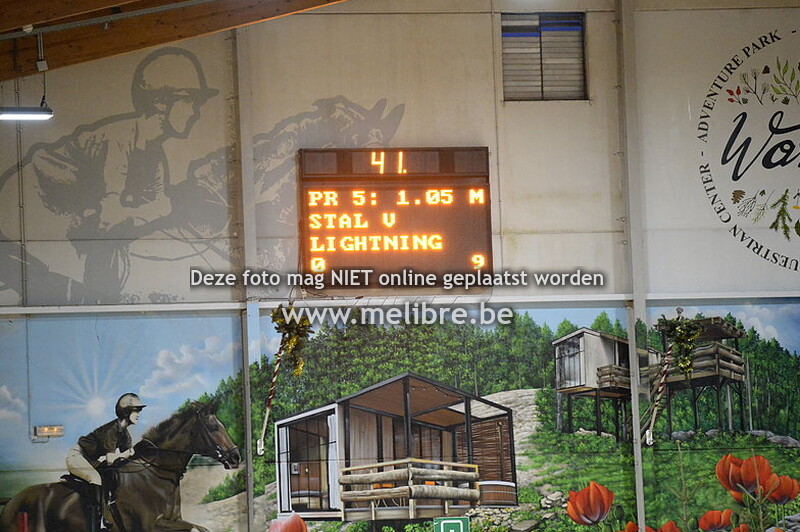 41.
PR 5: 1.05 M
STAL V
LIGHTNING
0 9
Deze foto mag NIET online geplaatst worden
www.melibre.be
ADVENTURE PARK -
CENTER -
EQUESTRIAN